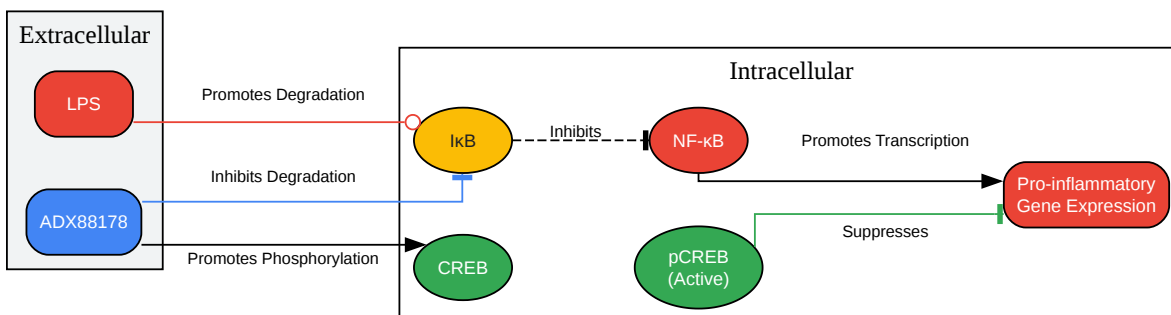 Extracellular
Intracellular
LPS
Promotes Degradation
IκB
Inhibits
NF-κB
Promotes Transcription
Pro-inflammatory
Gene Expression
Inhibits Degradation
ADX88178
Promotes Phosphorylation
CREB
pCREB
(Active)
Suppresses